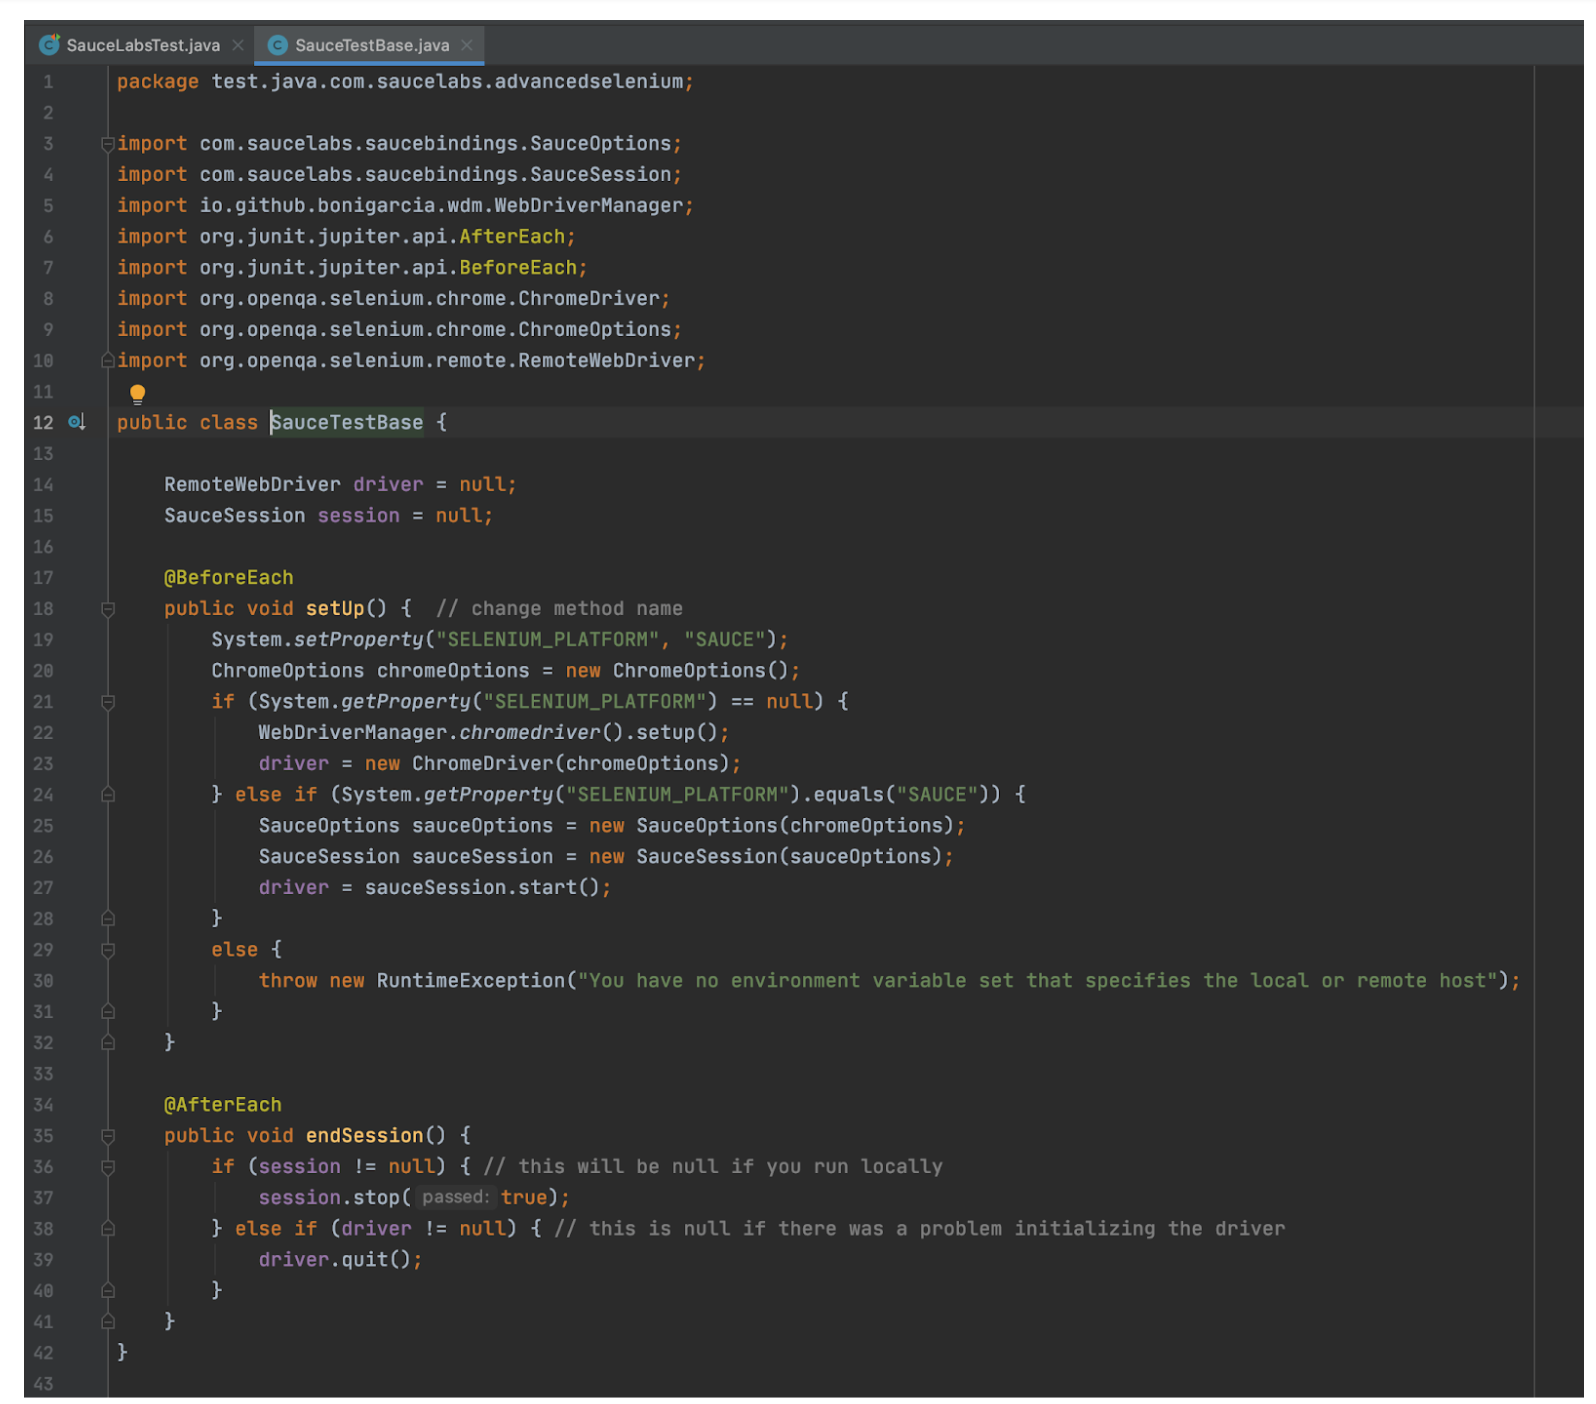 SauceLabsTest.java × SauceTestBase.java ×
1 package test.java.com.saucelabs.advancedselenium;
2
3 import com.saucelabs.saucebindings.SauceOptions;
4 import com.saucelabs.saucebindings.SauceSession;
5 import io.github.bonigarcia.wdm.WebDriverManager;
6 import org.junit.jupiter.api.AfterEach;
7 import org.junit.jupiter.api.BeforeEach;
8 import org.openqa.selenium.chrome.ChromeDriver;
9 import org.openqa.selenium.chrome.ChromeOptions;
10 import org.openqa.selenium.remote.RemoteWebDriver;
11
12 public class SauceTestBase {
13
14 RemoteWebDriver driver = null;
15 SauceSession session = null;
16
17 @BeforeEach
18 public void setUp() { // change method name
19 System.setProperty("SELENIUM_PLATFORM", "SAUCE");
20 ChromeOptions chromeOptions = new ChromeOptions();
21 if (System.getProperty("SELENIUM_PLATFORM") == null) {
22 WebDriverManager.chromedriver().setup();
23 driver = new ChromeDriver(chromeOptions);
24 } else if (System.getProperty("SELENIUM_PLATFORM").equals("SAUCE")) {
25 SauceOptions sauceOptions = new SauceOptions(chromeOptions);
26 SauceSession sauceSession = new SauceSession(sauceOptions);
27 driver = sauceSession.start();
28 }
29 else {
30 throw new RuntimeException("You have no environment variable set that specifies the local or remote host");
31 }
32 }
33
34 @AfterEach
35 public void endSession() {
36 if (session != null) { // this will be null if you run locally
37 session.stop( passed: true);
38 } else if (driver != null) { // this is null if there was a problem initializing the driver
39 driver.quit();
40 }
41 }
42 }
43